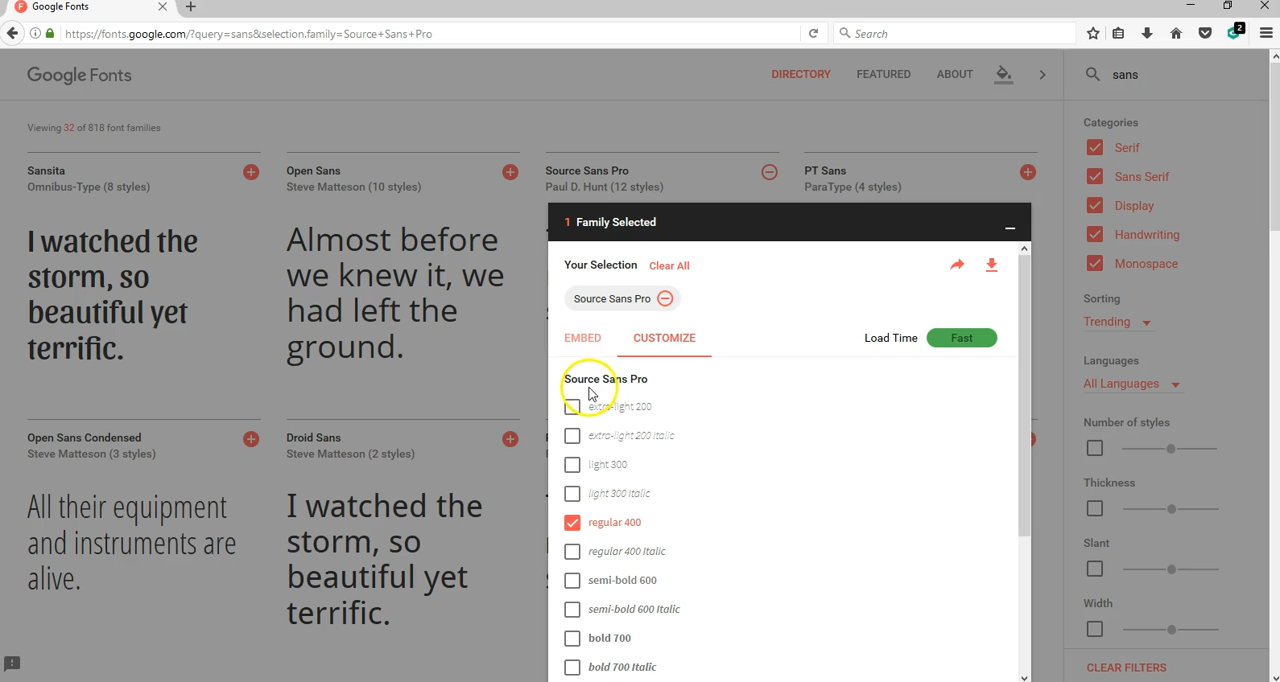 Google Fonts
https://fonts.google.com/?query=sans&selection.family=Source+Sans+Pro
Search
2
Google Fonts
DIRECTORY
FEATURED
ABOUT
sans
Viewing 32 of 818 font families
Sansita
Omnibus-Type (8 styles)
I watched the
storm, so
beautiful yet
terrific.
Open Sans
Steve Matteson (10 styles)
Almost before
we knew it, we
had left the
ground.
Source Sans Pro
Paul D. Hunt (12 styles)
PT Sans
ParaType (4 styles)
Open Sans Condensed
Steve Matteson (3 styles)
All their equipment
and instruments are
alive.
Droid Sans
Steve Matteson (2 styles)
I watched the
storm, so
beautiful yet
terrific.
1 Family Selected
Your Selection Clear All
Source Sans Pro
EMBED
CUSTOMIZE
Load Time Fast
Source Sans Pro
extra-light 200
extra-light 200 Italic
light 300
light 300 Italic
regular 400
regular 400 Italic
semi-bold 600
semi-bold 600 Italic
bold 700
bold 700 Italic
Categories
Serif
Sans Serif
Display
Handwriting
Monospace
Sorting
Trending
Languages
All Languages
Number of styles
Thickness
Slant
Width
CLEAR FILTERS